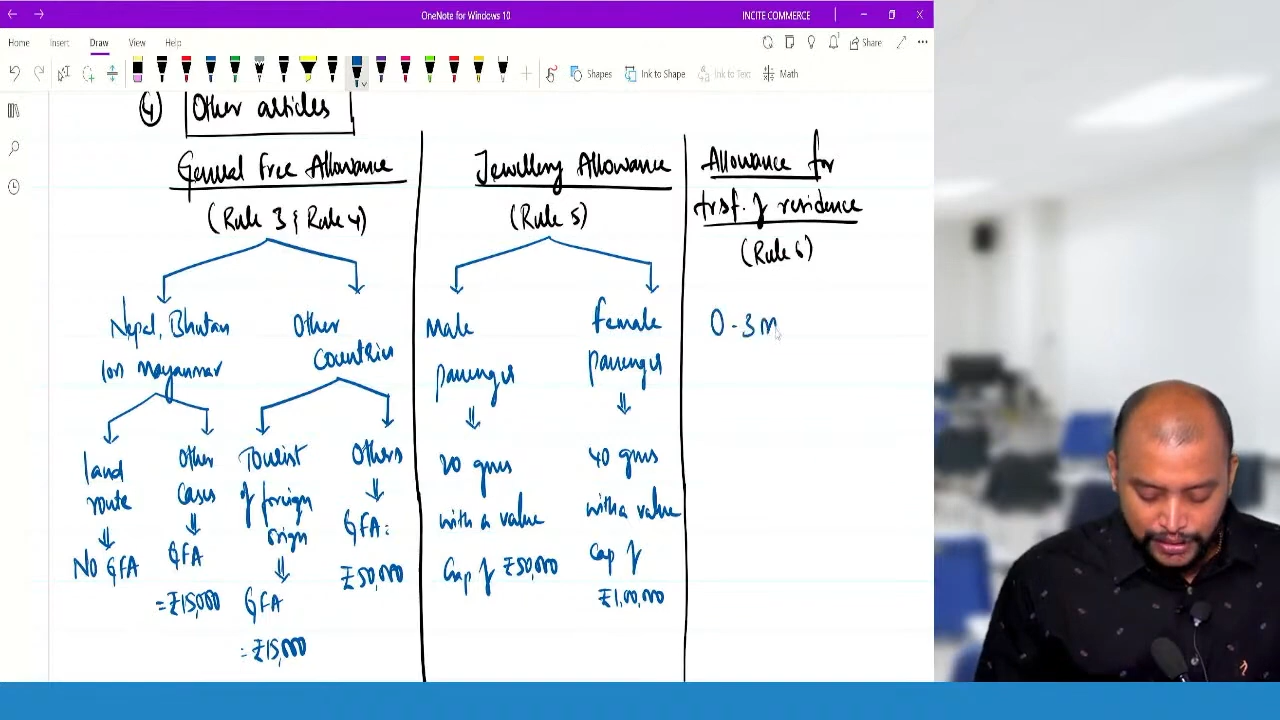 OneNote for Windows 10
INCITE COMMERCE
Home Insert Draw View Help
Share
Shapes Ink to Shape Ink to Text Math
4 Other articles
General Free Allowance
(Rule 3 & Rule 4)
Nepal, Bhutan
(or) Mayanmar
Other
Countries
land
route
⇓
No GFA
Other
Cases
⇓
GFA
= ₹15,000
Tourist
of foreign
origin
⇓
GFA
= ₹15,000
Others
⇓
GFA:
₹50,000
Jewellery Allowance
(Rule 5)
Male
passenger
⇓
20 gms
with a value
Cap of ₹50,000
female
passenger
⇓
40 gms
with a value
Cap of
₹1,00,000
Allowance for
trsf. of residence
(Rule 6)
0-3 m